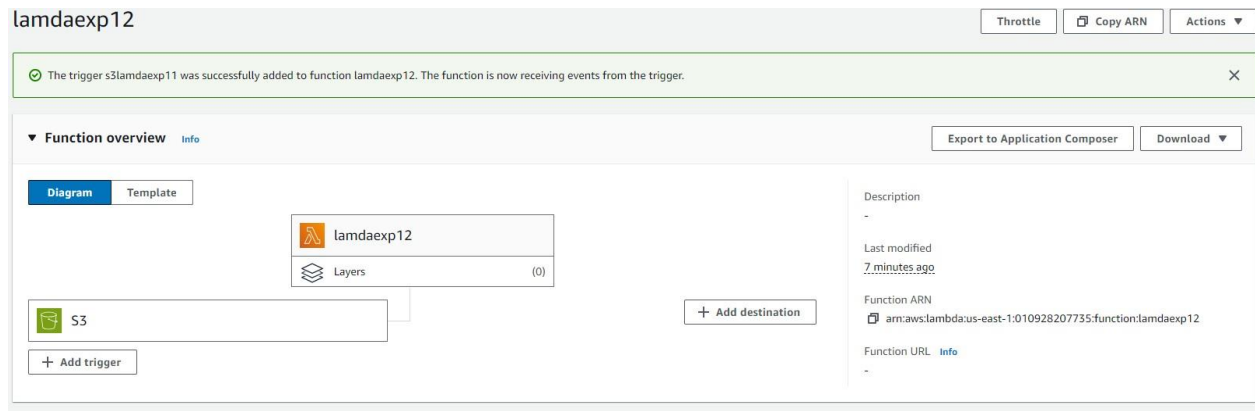 lamdaexp12
Throttle
Copy ARN
Actions
The trigger s3lamdaexp11 was successfully added to function lamdaexp12. The function is now receiving events from the trigger.
Function overview Info
Export to Application Composer
Download
Diagram
Template
lamdaexp12
Layers (0)
S3
+ Add trigger
+ Add destination
Description
-
Last modified
7 minutes ago
Function ARN
arn:aws:lambda:us-east-1:010928207735:function:lamdaexp12
Function URL Info
-